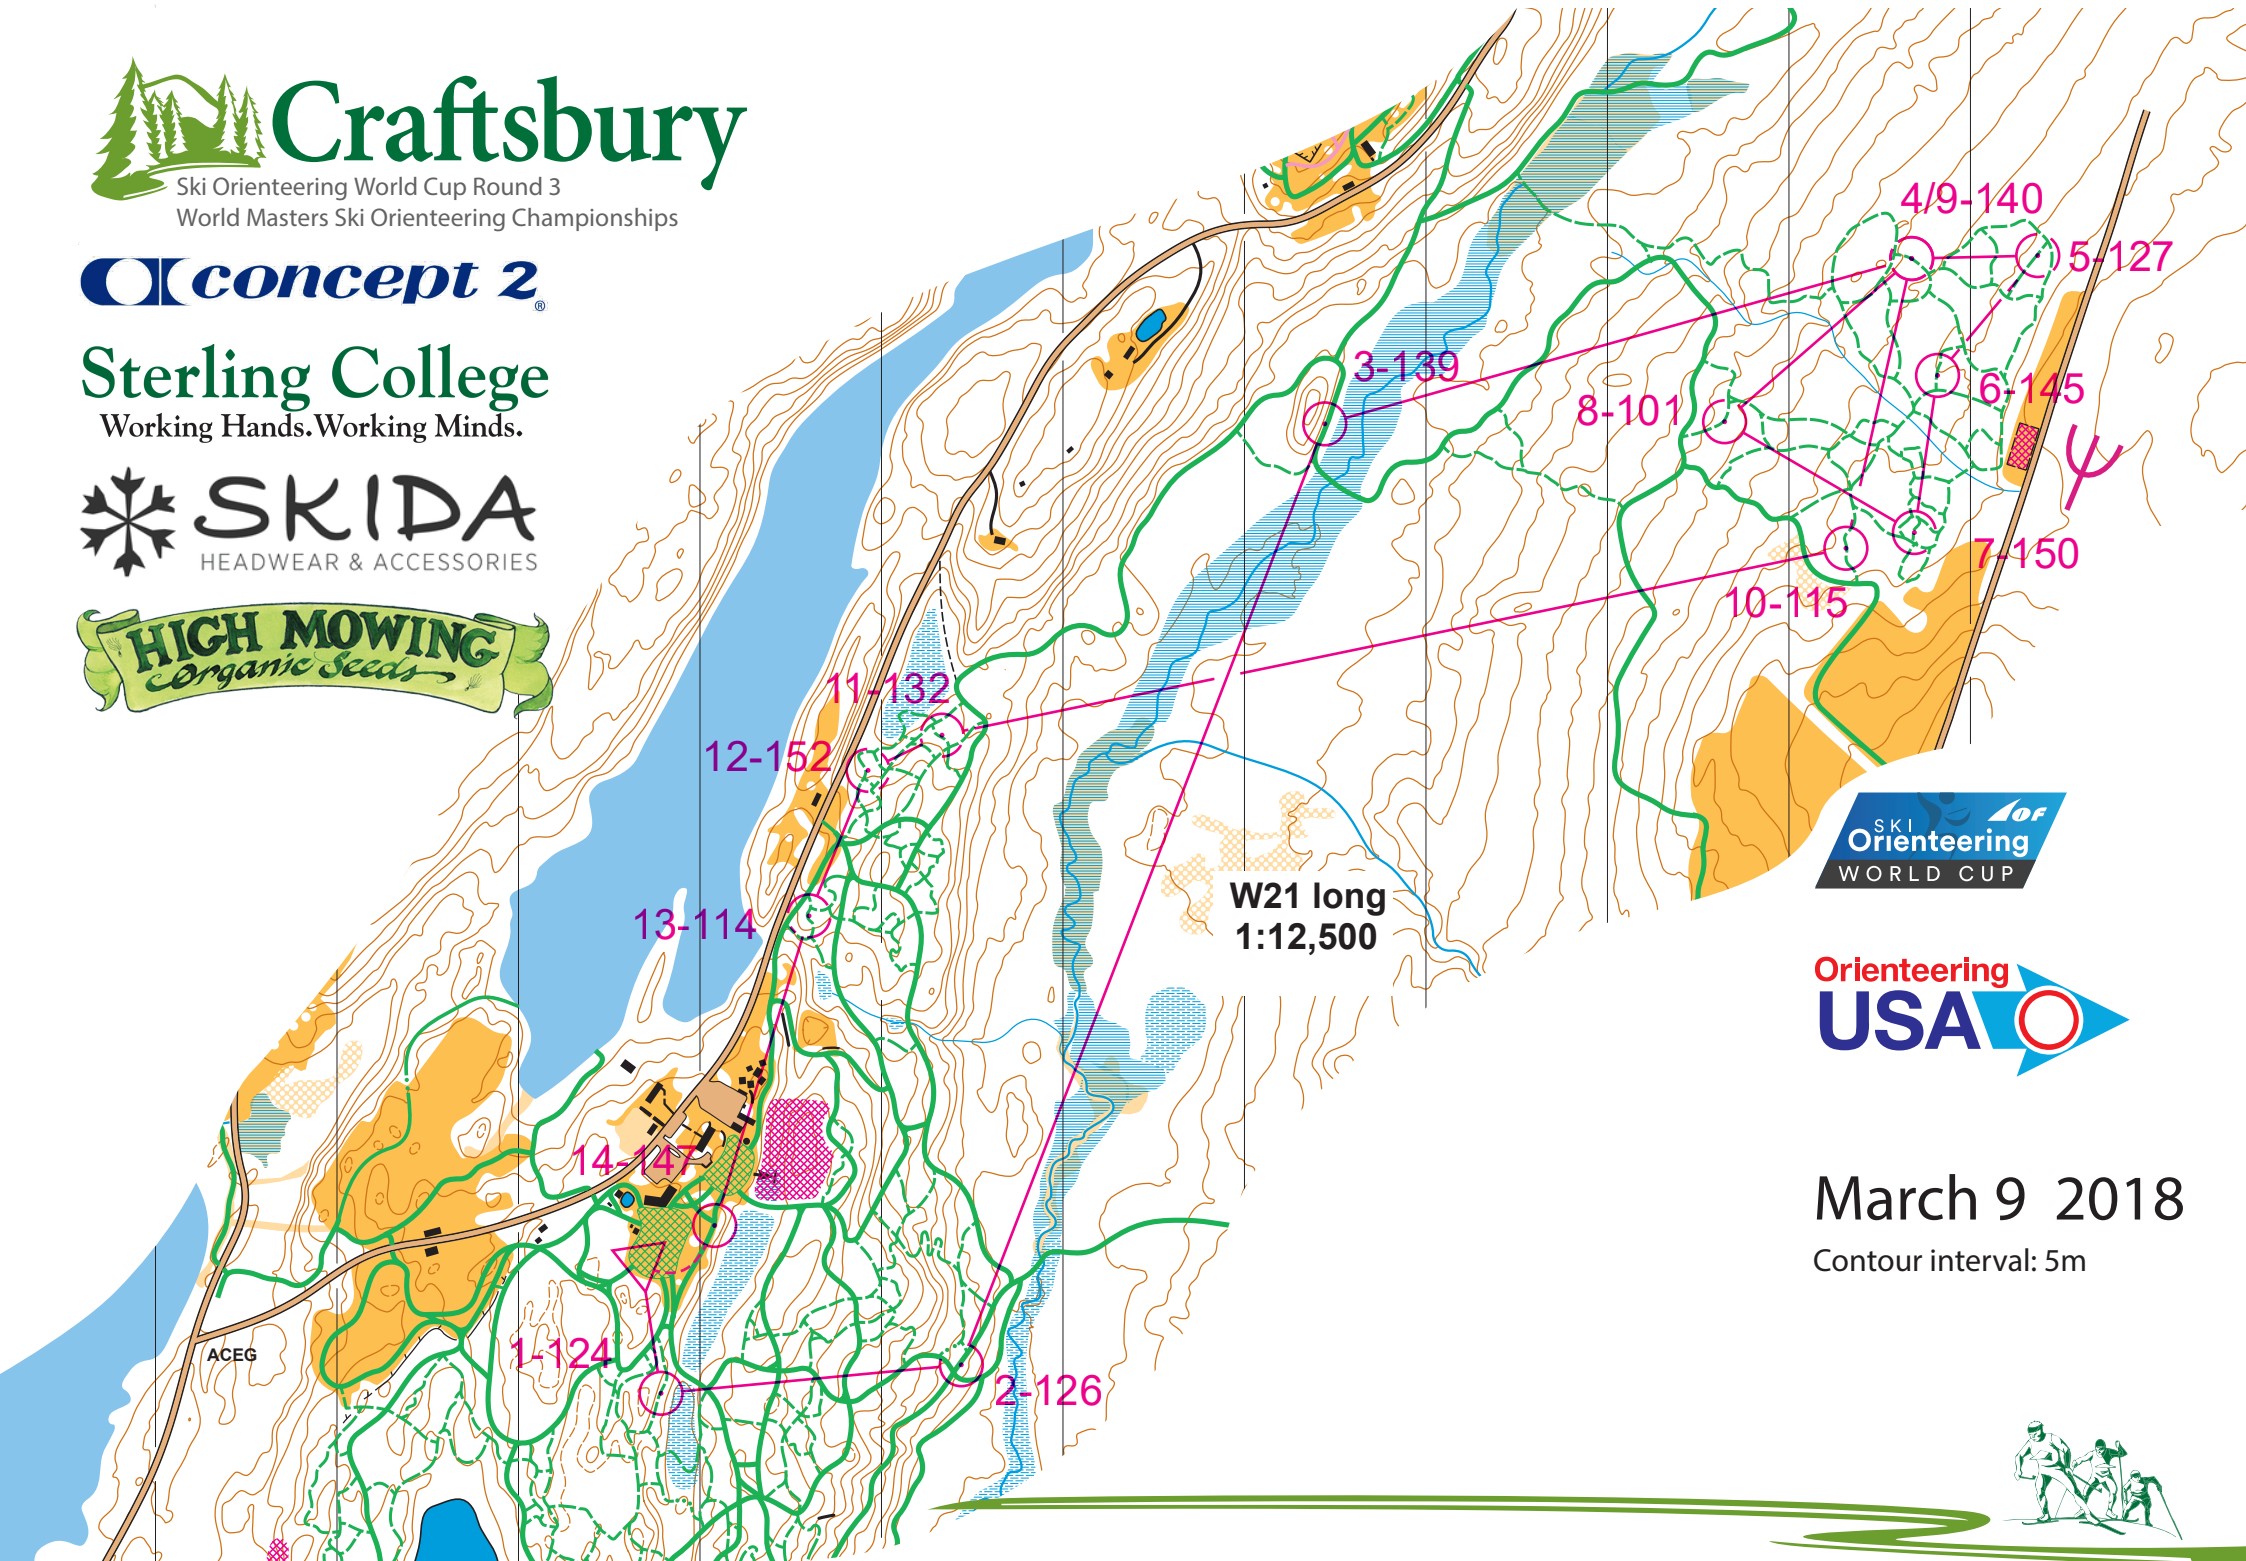 Craftsbury
Ski Orienteering World Cup Round 3
World Masters Ski Orienteering Championships
concept 2®
Sterling College
Working Hands. Working Minds.
SKIDA
HEADWEAR & ACCESSORIES
HIGH MOWING
Organic Seeds
4/9-140
5-127
3-139
6-145
8-101
7-150
10-115
11-132
12-152
13-114
W21 long
1:12,500
14-147
1-124
2-126
ACEG
IOF
SKI
Orienteering
WORLD CUP
Orienteering
USA
March 9 2018
Contour interval: 5m